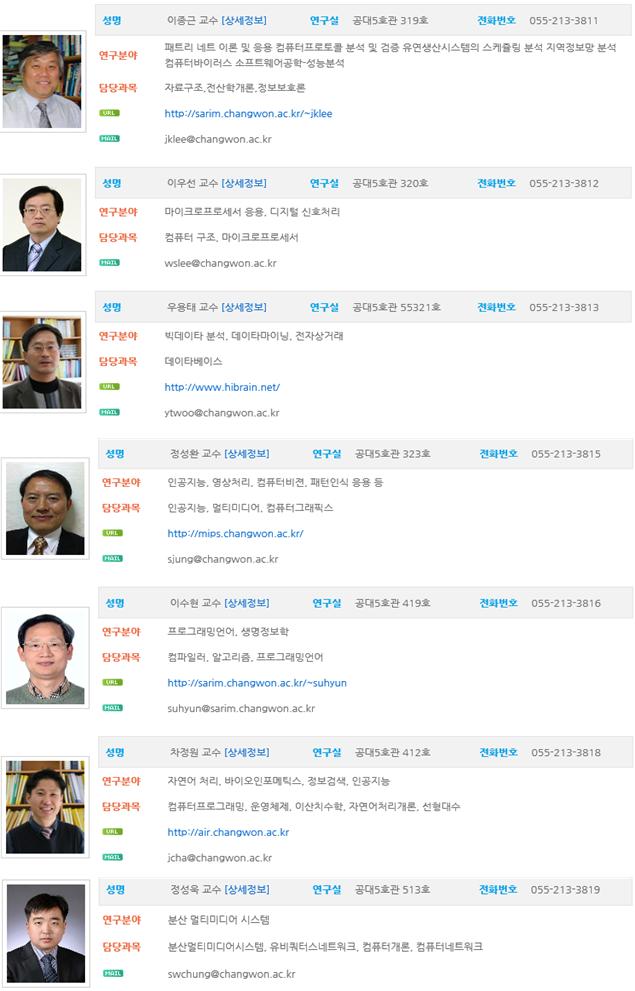 성명 이종근 교수 [상세정보] 연구실 공대5호관 319호 전화번호 055-213-3811
연구분야 패트리 네트 이론 및 응용 컴퓨터프로토콜 분석 및 검증 유연생산시스템의 스케쥴링 분석 지역정보망 분석
컴퓨터바이러스 소프트웨어공학-성능분석
담당과목 자료구조,전산학개론,정보보호론
URL http://sarim.changwon.ac.kr/~jklee
MAIL jklee@changwon.ac.kr
성명 이우선 교수 [상세정보] 연구실 공대5호관 320호 전화번호 055-213-3812
연구분야 마이크로프로세서 응용, 디지털 신호처리
담당과목 컴퓨터 구조, 마이크로프로세서
MAIL wslee@changwon.ac.kr
성명 우용태 교수 [상세정보] 연구실 공대5호관 55321호 전화번호 055-213-3813
연구분야 빅데이타 분석, 데이타마이닝, 전자상거래
담당과목 데이타베이스
URL http://www.hibrain.net/
MAIL ytwoo@changwon.ac.kr
성명 정성환 교수 [상세정보] 연구실 공대5호관 323호 전화번호 055-213-3815
연구분야 인공지능, 영상처리, 컴퓨터비젼, 패턴인식 응용 등
담당과목 인공지능, 멀티미디어, 컴퓨터그래픽스
URL http://mips.changwon.ac.kr/
MAIL sjung@changwon.ac.kr
성명 이수현 교수 [상세정보] 연구실 공대5호관 419호 전화번호 055-213-3816
연구분야 프로그래밍언어, 생명정보학
담당과목 컴파일러, 알고리즘, 프로그래밍언어
URL http://sarim.changwon.ac.kr/~suhyun
MAIL suhyun@sarim.changwon.ac.kr
성명 차정원 교수 [상세정보] 연구실 공대5호관 412호 전화번호 055-213-3818
연구분야 자연어 처리, 바이오인포메틱스, 정보검색, 인공지능
담당과목 컴퓨터프로그래밍, 운영체제, 이산치수학, 자연어처리개론, 선형대수
URL http://air.changwon.ac.kr
MAIL jcha@changwon.ac.kr
성명 정성욱 교수 [상세정보] 연구실 공대5호관 513호 전화번호 055-213-3819
연구분야 분산 멀티미디어 시스템
담당과목 분산멀티미디어시스템, 유비쿼터스네트워크, 컴퓨터개론, 컴퓨터네트워크
MAIL swchung@changwon.ac.kr